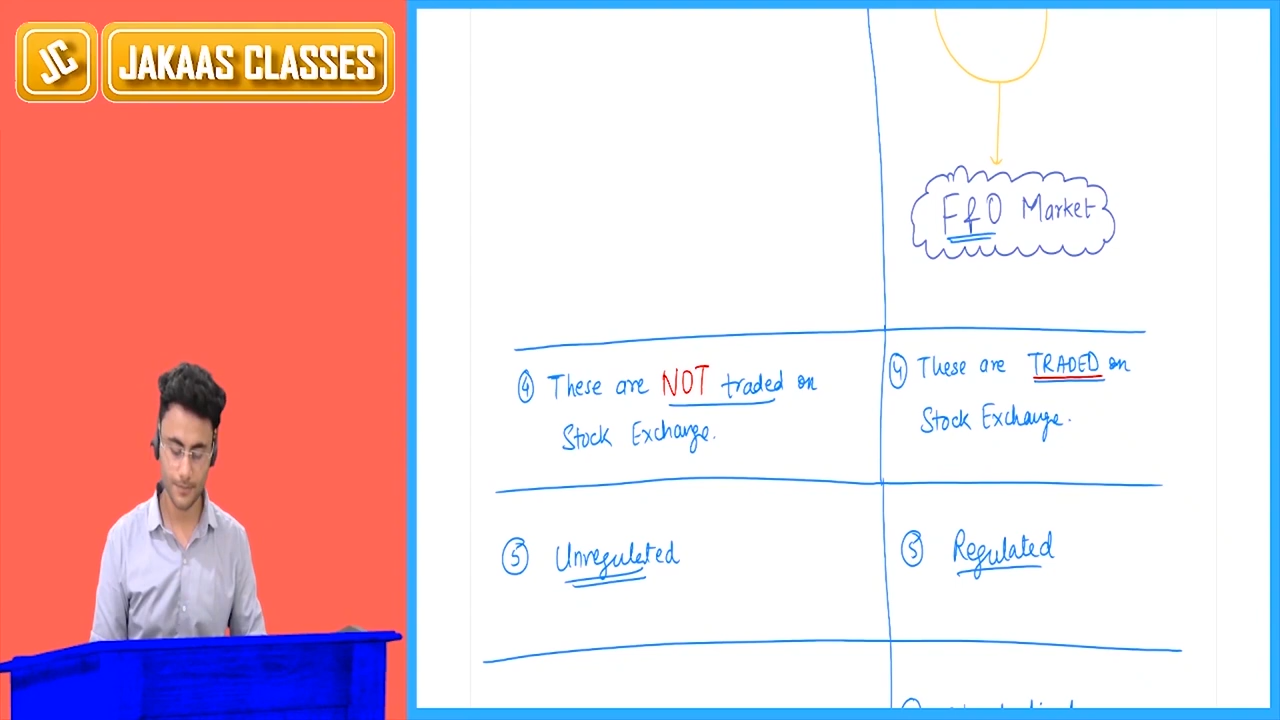 JC
JAKAAS CLASSES
F&O Market
④ These are NOT traded on
Stock Exchange.
④ These are TRADED on
Stock Exchange.
⑤ Unregulated
⑤ Regulated